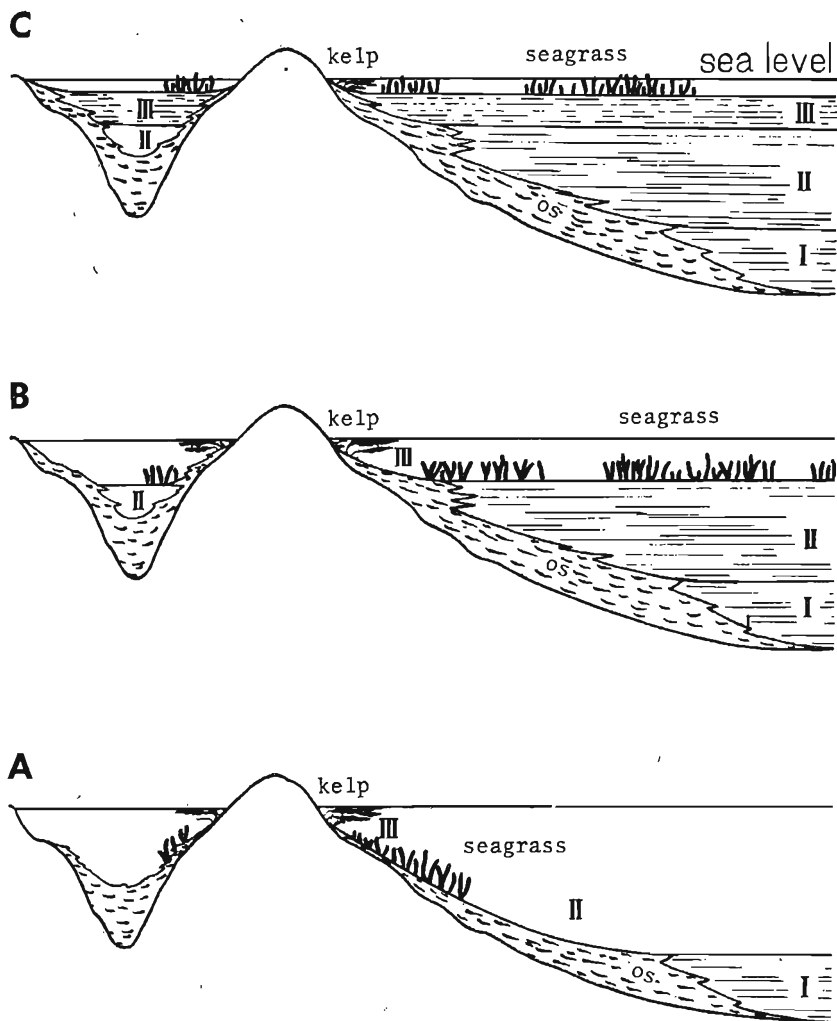 C
kelp seagrass sea level
III III
II II
os.
I
B
kelp seagrass
III
II II
os
I
A
kelp
III
seagrass
II
os.
I